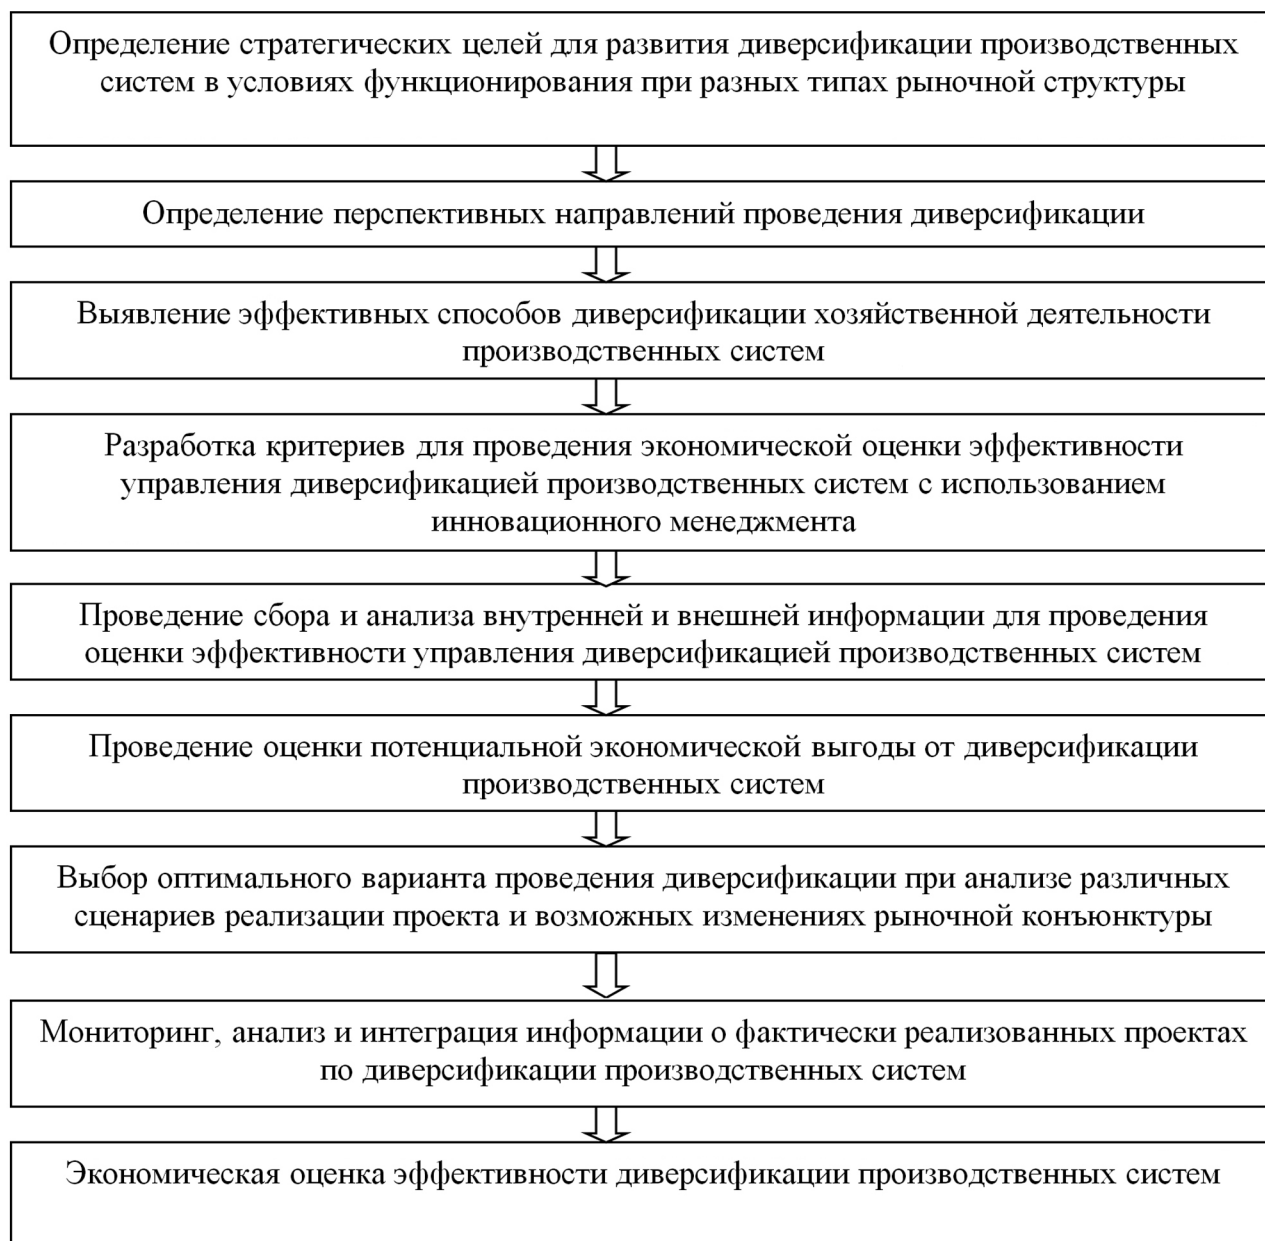 Определение стратегических целей для развития диверсификации производственных
систем в условиях функционирования при разных типах рыночной структуры
Определение перспективных направлений проведения диверсификации
Выявление эффективных способов диверсификации хозяйственной деятельности
производственных систем
Разработка критериев для проведения экономической оценки эффективности
управления диверсификацией производственных систем с использованием
инновационного менеджмента
Проведение сбора и анализа внутренней и внешней информации для проведения
оценки эффективности управления диверсификацией производственных систем
Проведение оценки потенциальной экономической выгоды от диверсификации
производственных систем
Выбор оптимального варианта проведения диверсификации при анализе различных
сценариев реализации проекта и возможных изменениях рыночной конъюнктуры
Мониторинг, анализ и интеграция информации о фактически реализованных проектах
по диверсификации производственных систем
Экономическая оценка эффективности диверсификации производственных систем